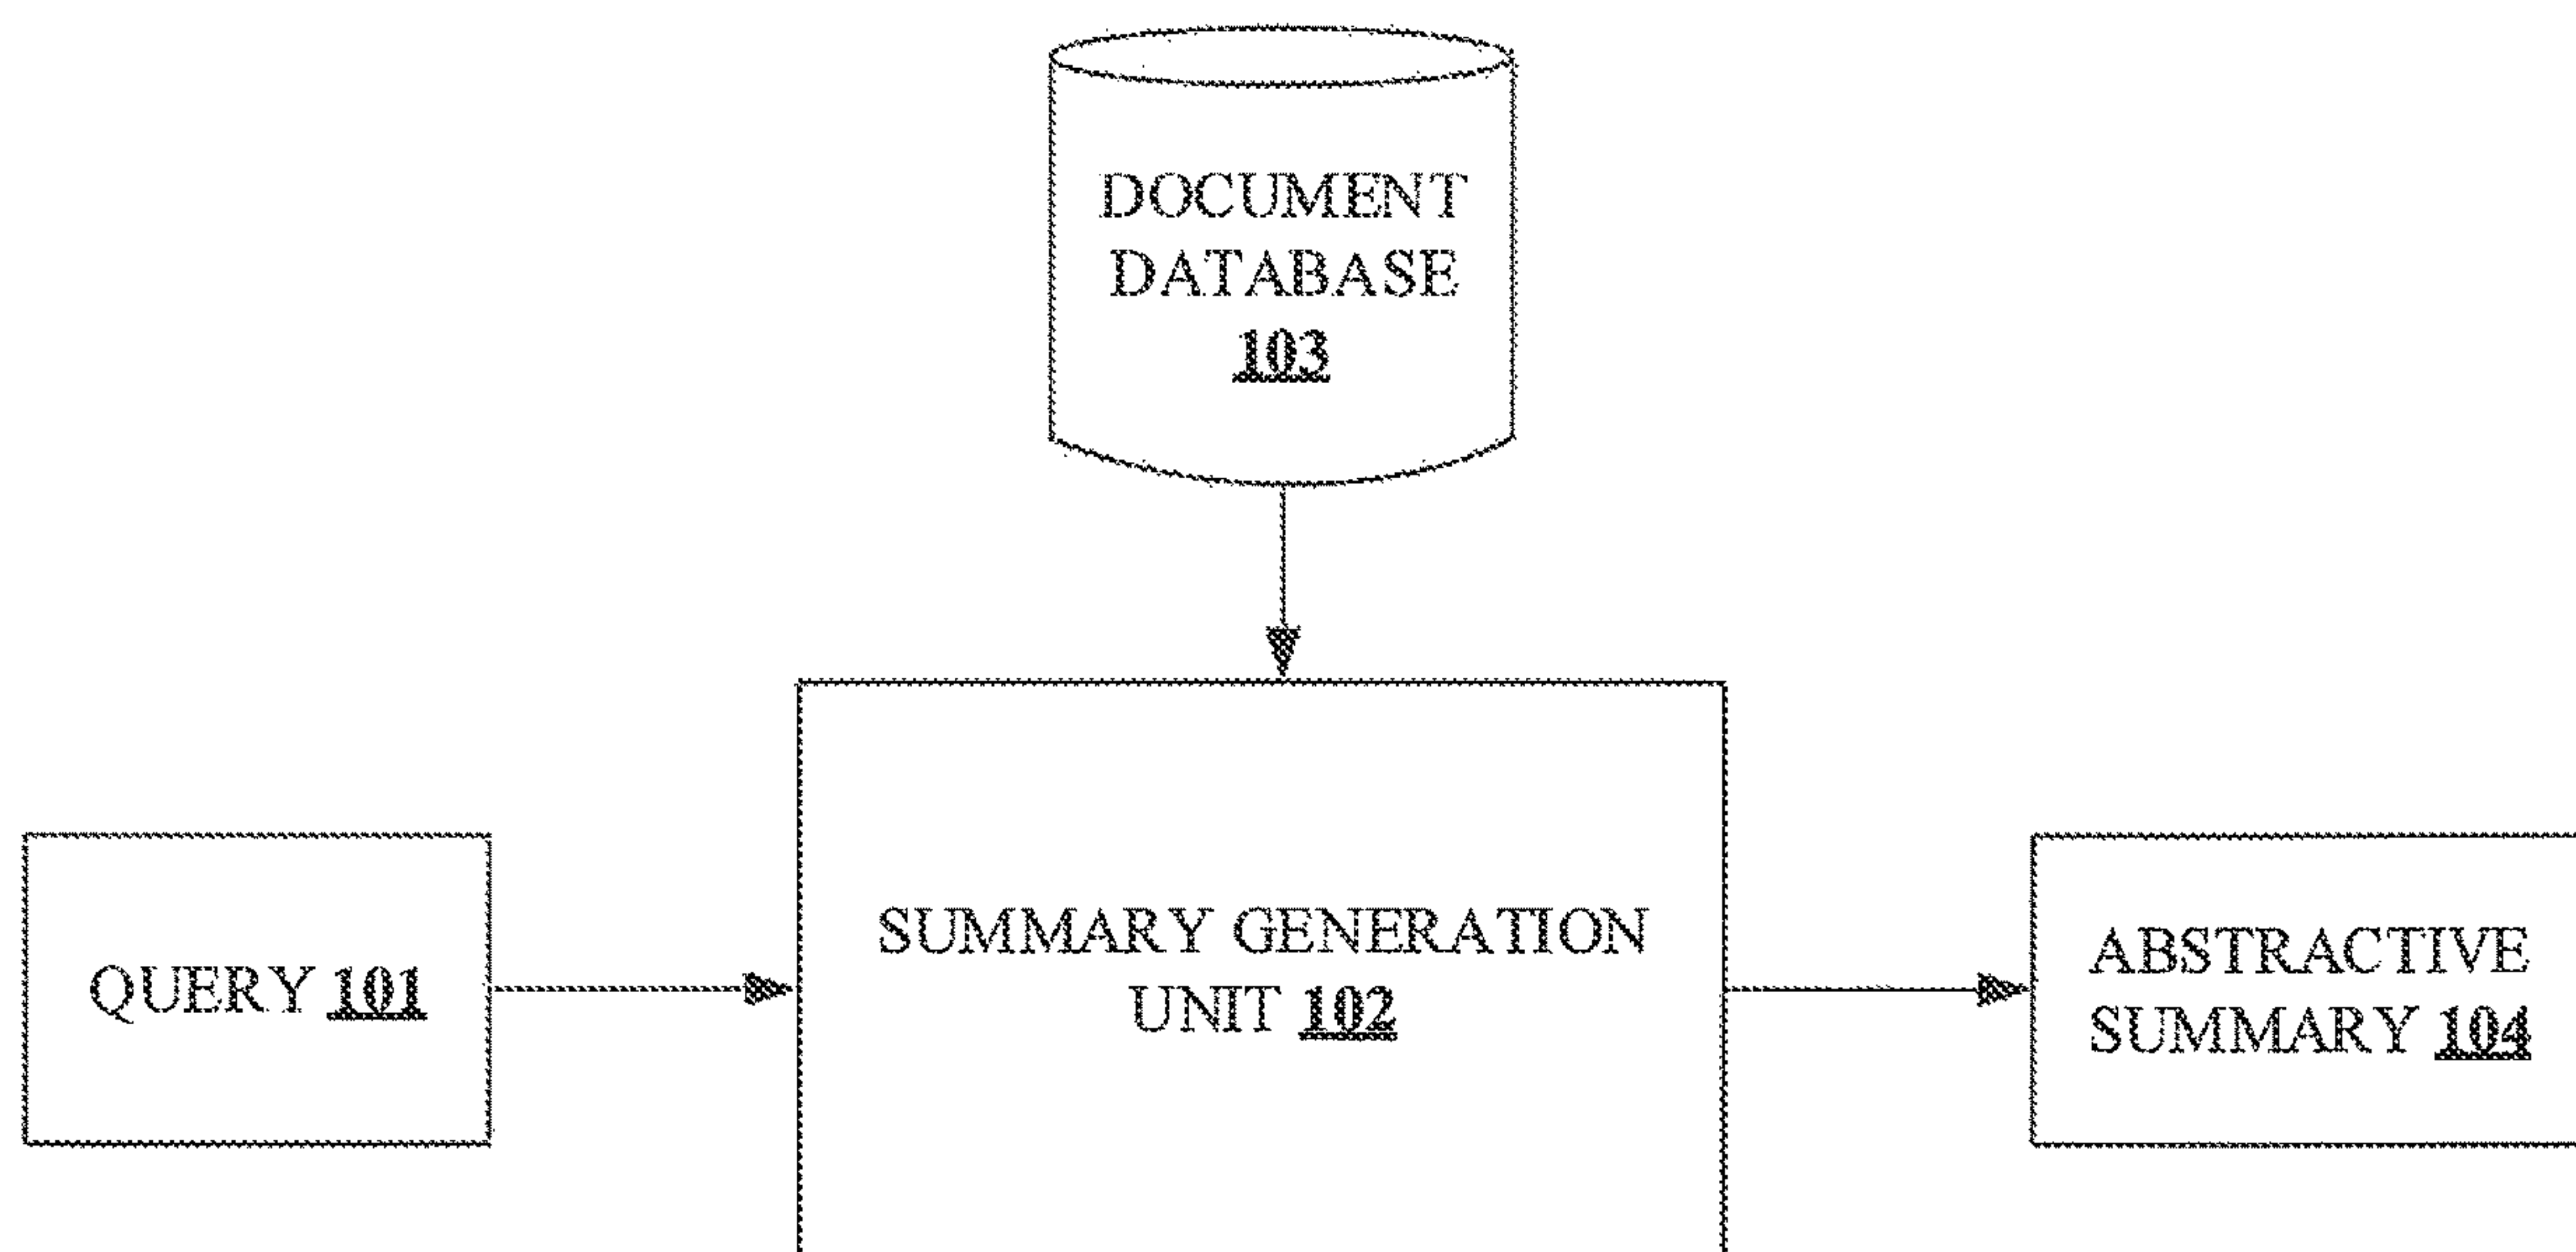 DOCUMENT
DATABASE
103
QUERY 101
SUMMARY GENERATION
UNIT 102
ABSTRACTIVE
SUMMARY 104